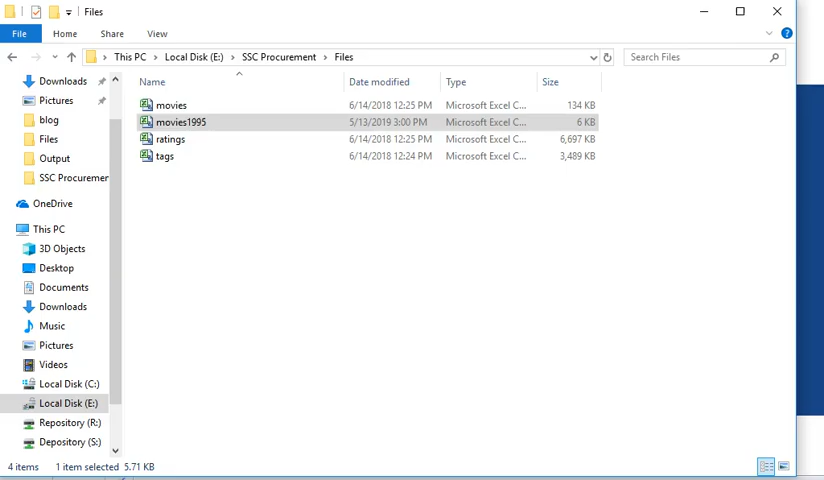 Files
File Home Share View
This PC Local Disk (E:) SSC Procurement Files
Search Files
Name Date modified Type Size
Downloads
Pictures
blog
Files
Output
SSC Procuremen
OneDrive
This PC
3D Objects
Desktop
Documents
Downloads
Music
Pictures
Videos
Local Disk (C:)
Local Disk (E:)
Repository (R:)
Depository (S:)
movies 6/14/2018 12:25 PM Microsoft Excel C... 134 KB
movies1995 5/13/2019 3:00 PM Microsoft Excel C... 6 KB
ratings 6/14/2018 12:25 PM Microsoft Excel C... 6,697 KB
tags 6/14/2018 12:24 PM Microsoft Excel C... 3,489 KB
4 items 1 item selected 5.71 KB